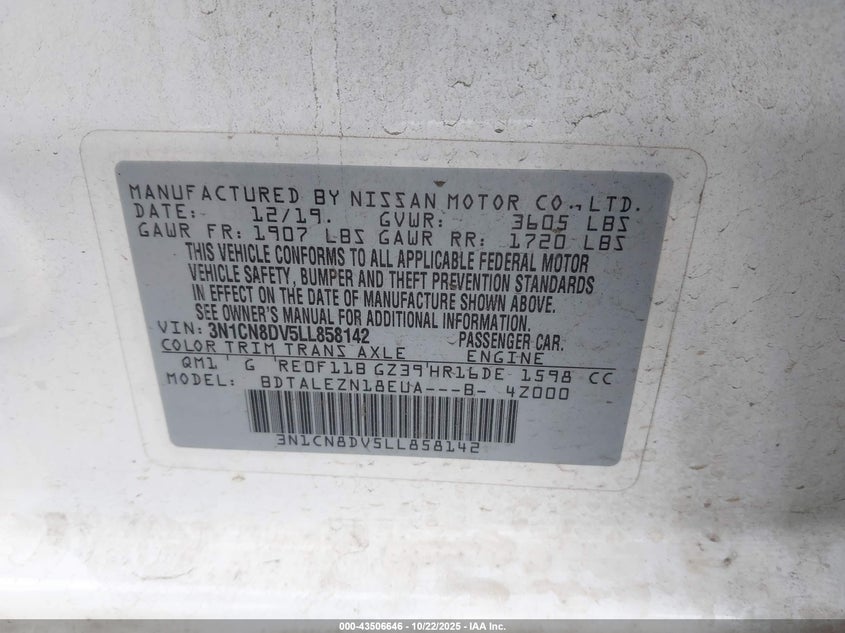 MANUFACTURED BY NISSAN MOTOR CO., LTD.
DATE: 12/19. GVWR: 3605 LBS
GAWR FR: 1907 LBS GAWR RR: 1720 LBS
THIS VEHICLE CONFORMS TO ALL APPLICABLE FEDERAL MOTOR
VEHICLE SAFETY, BUMPER AND THEFT PREVENTION STANDARDS
IN EFFECT ON THE DATE OF MANUFACTURE SHOWN ABOVE.
SEE OWNER'S MANUAL FOR ADDITIONAL INFORMATION.
VIN: 3N1CN8DV5LL858142 PASSENGER CAR.
COLOR TRIM TRANS AXLE ENGINE
QM1 ' G 'RE0F11B GZ39'HR16DE 1598 CC
MODEL: BDTALEZN18EUA---B- 4Z000
3N1CN8DV5LL858142
000-43506646 - 10/22/2025 - IAA Inc.